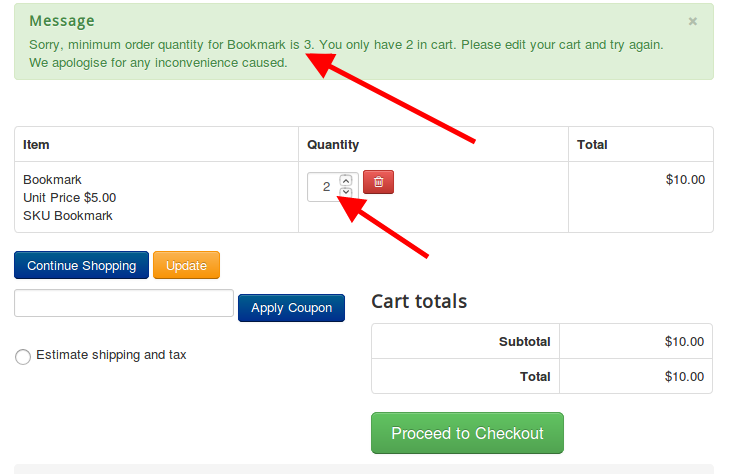 Message
×
Sorry, minimum order quantity for Bookmark is 3. You only have 2 in cart. Please edit your cart and try again.
We apologise for any inconvenience caused.
Item Quantity Total
Bookmark 2 $10.00
Unit Price $5.00
SKU Bookmark
Continue Shopping Update
Apply Coupon
Cart totals
Subtotal $10.00
Estimate shipping and tax
Total $10.00
Proceed to Checkout